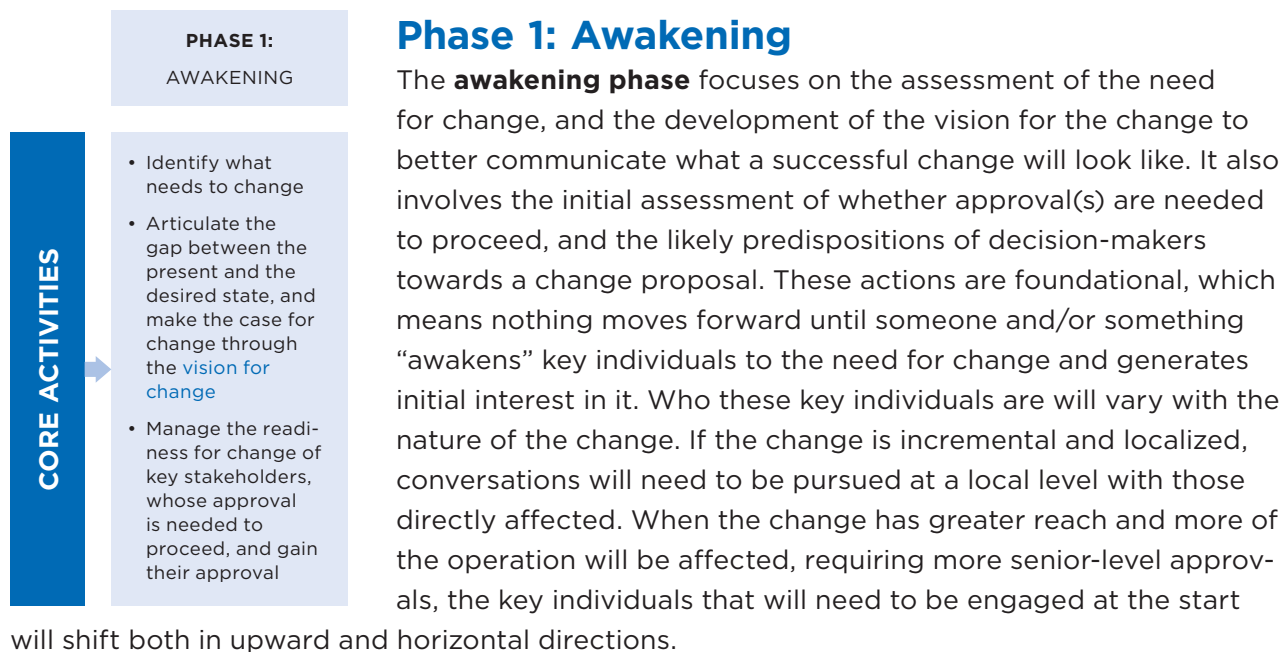 PHASE 1:
AWAKENING
CORE ACTIVITIES
• Identify what
needs to change
• Articulate the
gap between the
present and the
desired state, and
make the case for
change through
the vision for
change
• Manage the readi-
ness for change of
key stakeholders,
whose approval
is needed to
proceed, and gain
their approval
Phase 1: Awakening
The awakening phase focuses on the assessment of the need
for change, and the development of the vision for the change to
better communicate what a successful change will look like. It also
involves the initial assessment of whether approval(s) are needed
to proceed, and the likely predispositions of decision-makers
towards a change proposal. These actions are foundational, which
means nothing moves forward until someone and/or something
“awakens” key individuals to the need for change and generates
initial interest in it. Who these key individuals are will vary with the
nature of the change. If the change is incremental and localized,
conversations will need to be pursued at a local level with those
directly affected. When the change has greater reach and more of
the operation will be affected, requiring more senior-level approv-
als, the key individuals that will need to be engaged at the start
will shift both in upward and horizontal directions.